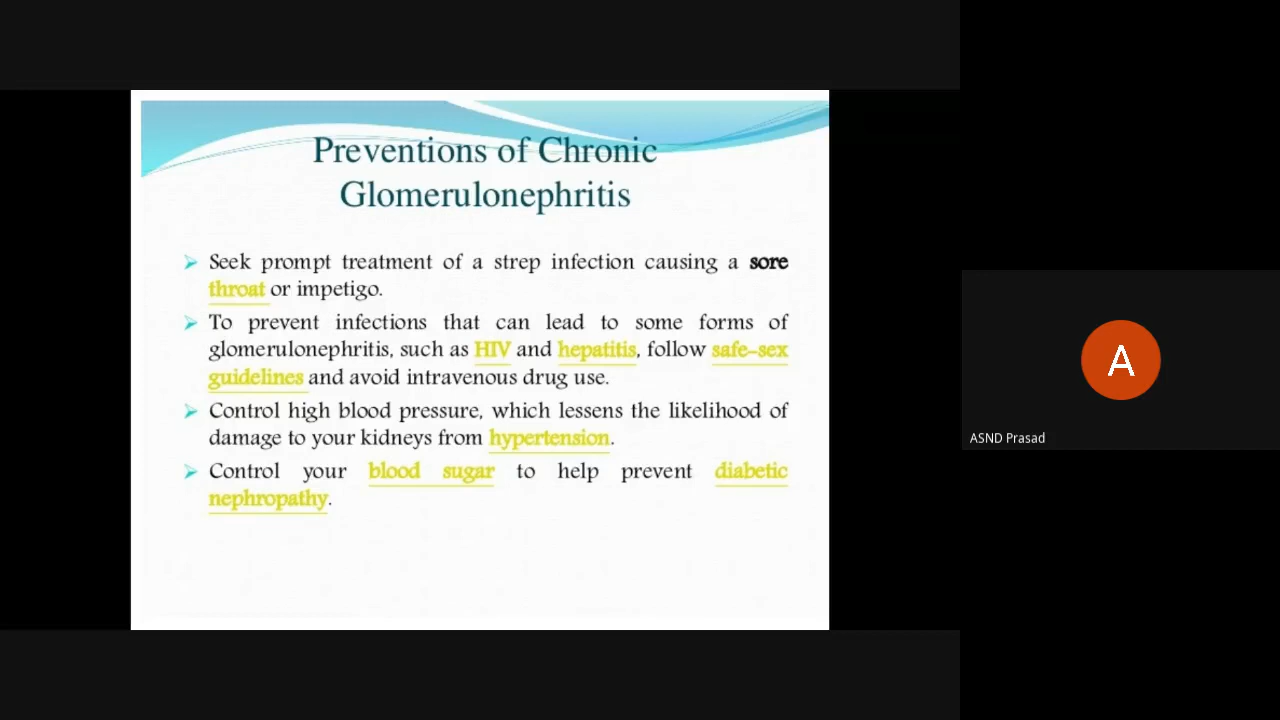 Preventions of Chronic
Glomerulonephritis
➢ Seek prompt treatment of a strep infection causing a sore
throat or impetigo.
➢ To prevent infections that can lead to some forms of
glomerulonephritis, such as HIV and hepatitis, follow safe-sex
guidelines and avoid intravenous drug use.
➢ Control high blood pressure, which lessens the likelihood of
damage to your kidneys from hypertension.
➢ Control your blood sugar to help prevent diabetic
nephropathy.
A
ASND Prasad